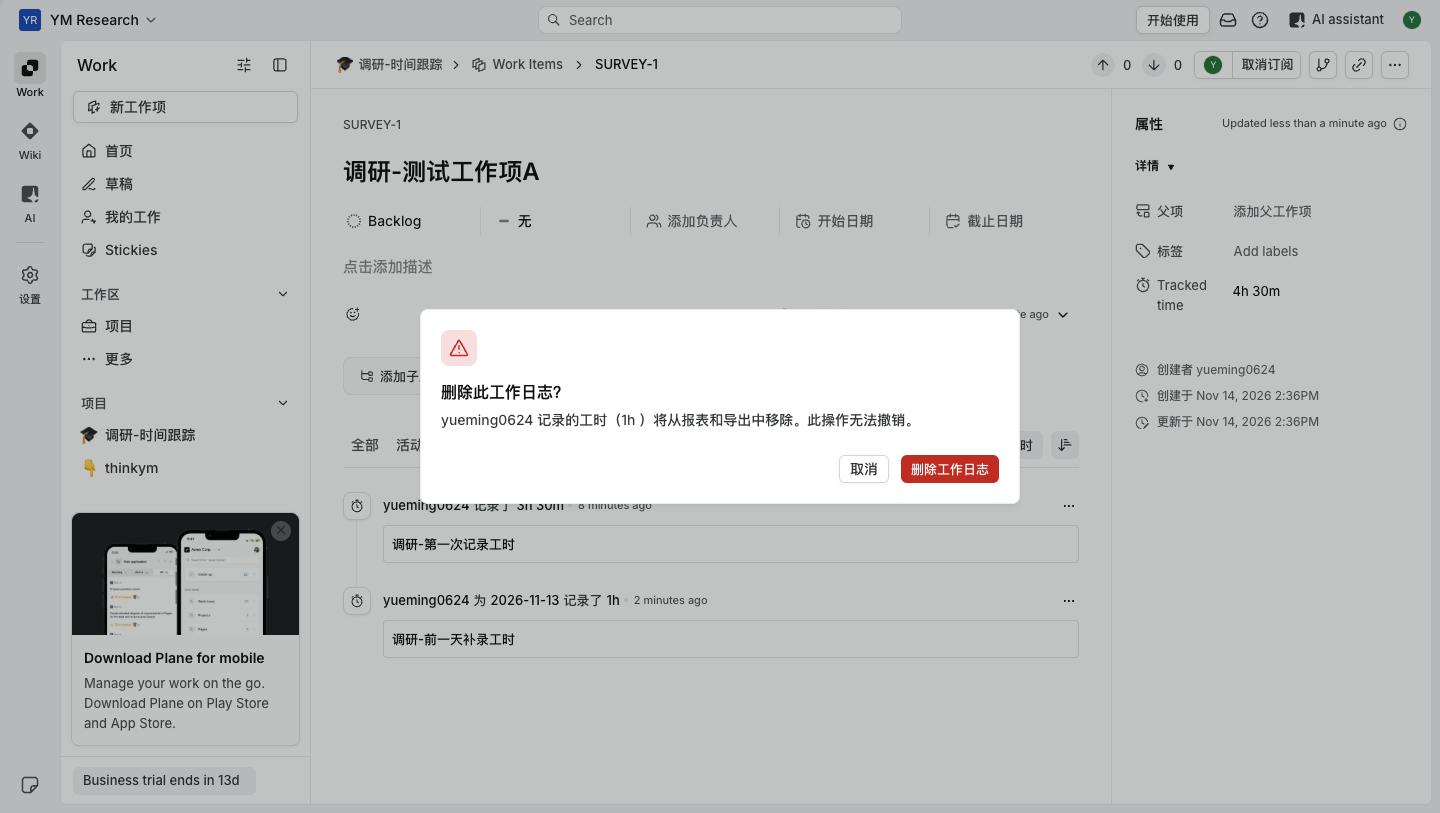 YR YM Research
Search
开始使用
AI assistant
Y
Work
Wiki
AI
设置
Work
新工作项
首页
草稿
我的工作
Stickies
工作区
项目
更多
项目
调研-时间跟踪
thinkym
Download Plane for mobile
Manage your work on the go.
Download Plane on Play Store
and App Store.
Business trial ends in 13d
调研-时间跟踪 Work Items SURVEY-1
0 0 Y 取消订阅
SURVEY-1
调研-测试工作项A
Backlog 无 添加负责人 开始日期 截止日期
点击添加描述
ago
添加子
全部 活动 时
删除此工作日志?
yueming0624 记录的工时（1h ）将从报表和导出中移除。此操作无法撤销。
取消 删除工作日志
yueming0624 记录了 3h 30m 8 minutes ago
调研-第一次记录工时
yueming0624 为 2026-11-13 记录了 1h 2 minutes ago
调研-前一天补录工时
属性 Updated less than a minute ago
详情
父项 添加父工作项
标签 Add labels
Tracked
time 4h 30m
创建者 yueming0624
创建于 Nov 14, 2026 2:36PM
更新于 Nov 14, 2026 2:36PM